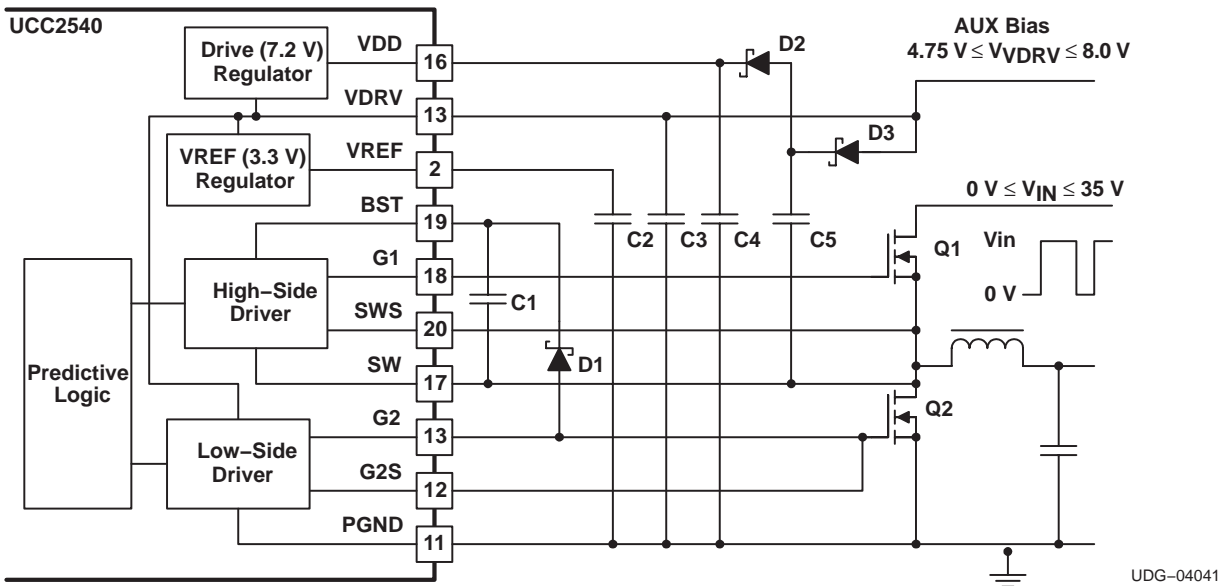 UCC2540
Drive (7.2 V)
Regulator
VREF (3.3 V)
Regulator
Predictive
Logic
High−Side
Driver
Low−Side
Driver
VDD
16
VDRV
13
VREF
2
BST
19
G1
18
SWS
20
SW
17
G2
13
G2S
12
PGND
11
C1
D1
C2
C3
C4
C5
D2
D3
AUX Bias
4.75 V ≤ VVDRV ≤ 8.0 V
0 V ≤ VIN ≤ 35 V
Q1
Vin
0 V
Q2
UDG−04041